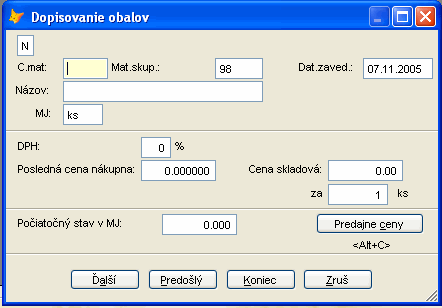 Dopisovanie obalov
N
C.mat: Mat.skup.: 98 Dat.zaved.: 07.11.2005
Názov:
MJ: ks
DPH: 0 %
Posledná cena nákupna: 0.000000 Cena skladová: 0.00
za 1 ks
Počiatočný stav v MJ: 0.000 Predajne ceny
<Alt+C>
Ďalší Predošlý Koniec Zruš